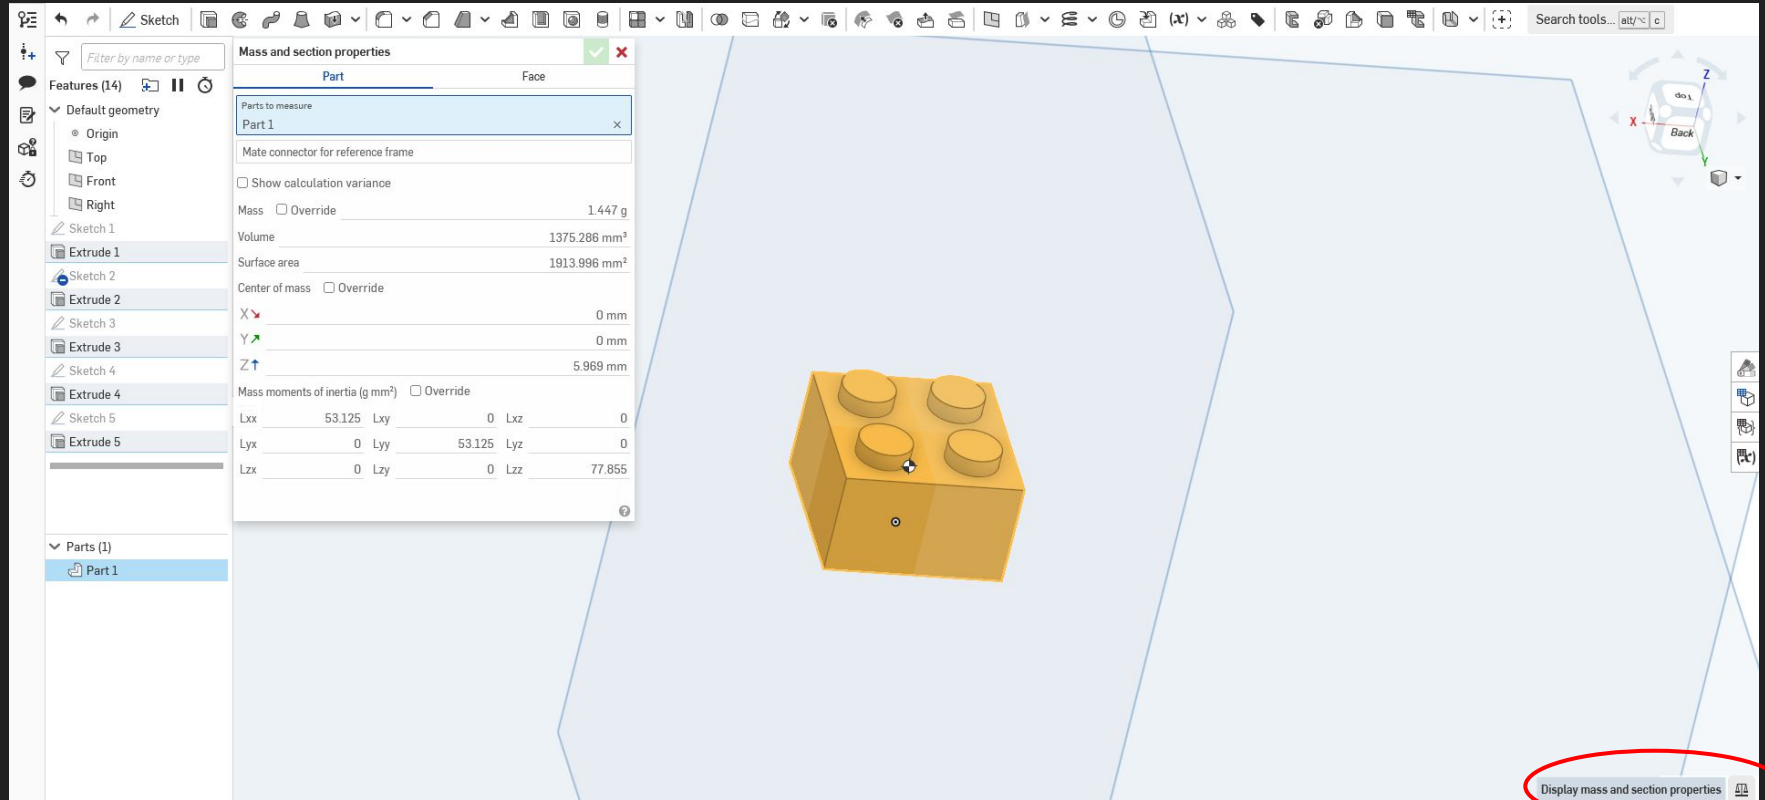 Sketch
Search tools... alt/⌥ c
Filter by name or type
Features (14)
Default geometry
Origin
Top
Front
Right
Sketch 1
Extrude 1
Sketch 2
Extrude 2
Sketch 3
Extrude 3
Sketch 4
Extrude 4
Sketch 5
Extrude 5
Parts (1)
Part 1
Mass and section properties
Part Face
Parts to measure
Part 1
Mate connector for reference frame
Show calculation variance
Mass Override 1.447 g
Volume 1375.286 mm³
Surface area 1913.996 mm²
Center of mass Override
X 0 mm
Y 0 mm
Z 5.969 mm
Mass moments of inertia (g mm²) Override
Lxx 53.125 Lxy 0 Lxz 0
Lyx 0 Lyy 53.125 Lyz 0
Lzx 0 Lzy 0 Lzz 77.855
Z
Top
X
Back
Y
Display mass and section properties